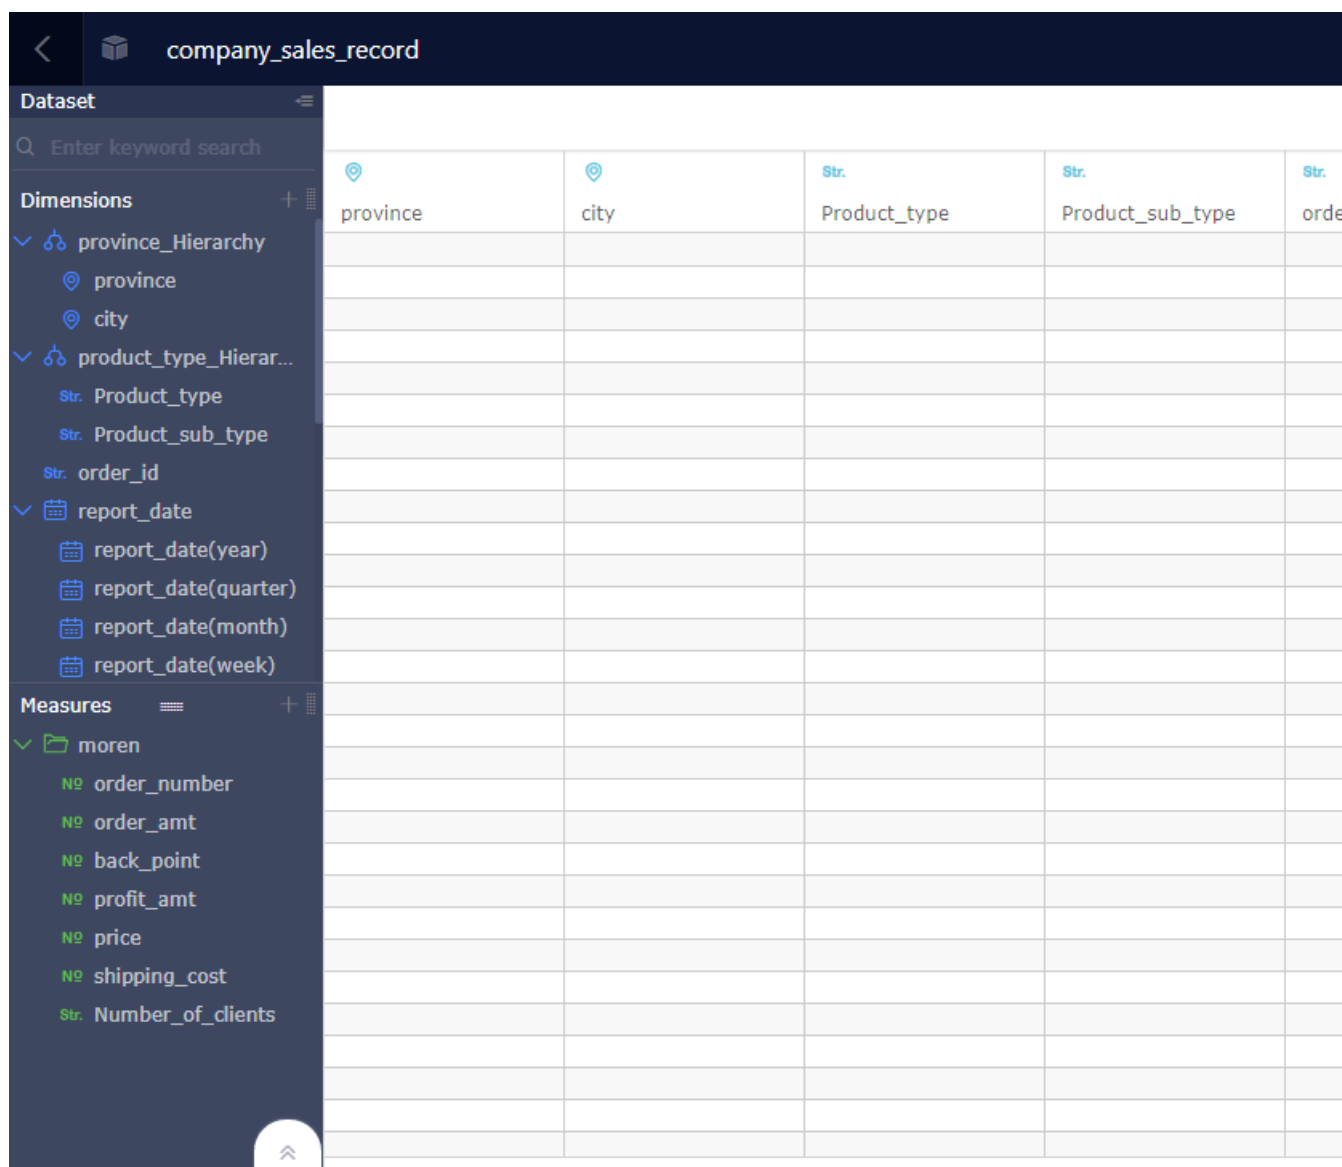 company_sales_record
Dataset
Enter keyword search
Dimensions
province_Hierarchy
province
city
product_type_Hierar...
Str. Product_type
Str. Product_sub_type
Str. order_id
report_date
report_date(year)
report_date(quarter)
report_date(month)
report_date(week)
Measures
moren
Nº order_number
Nº order_amt
Nº back_point
Nº profit_amt
Nº price
Nº shipping_cost
Str. Number_of_clients
Str. Str. Str.
province city Product_type Product_sub_type orde